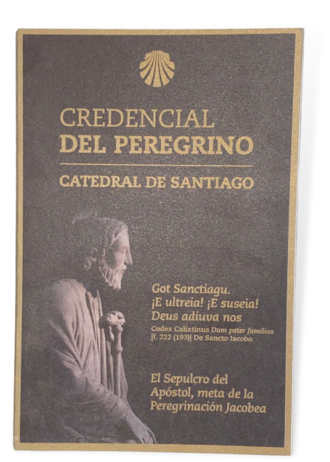 CREDENCIAL
DEL PEREGRINO
CATEDRAL DE SANTIAGO
Got Sanctiagu.
¡E ultreia! ¡E suseia!
Deus adiuva nos
Codex Calixtinus Dum pater familias
[f. 222 (193)] De Sancto Iacobo
El Sepulcro del
Apóstol, meta de la
Peregrinación Jacobea